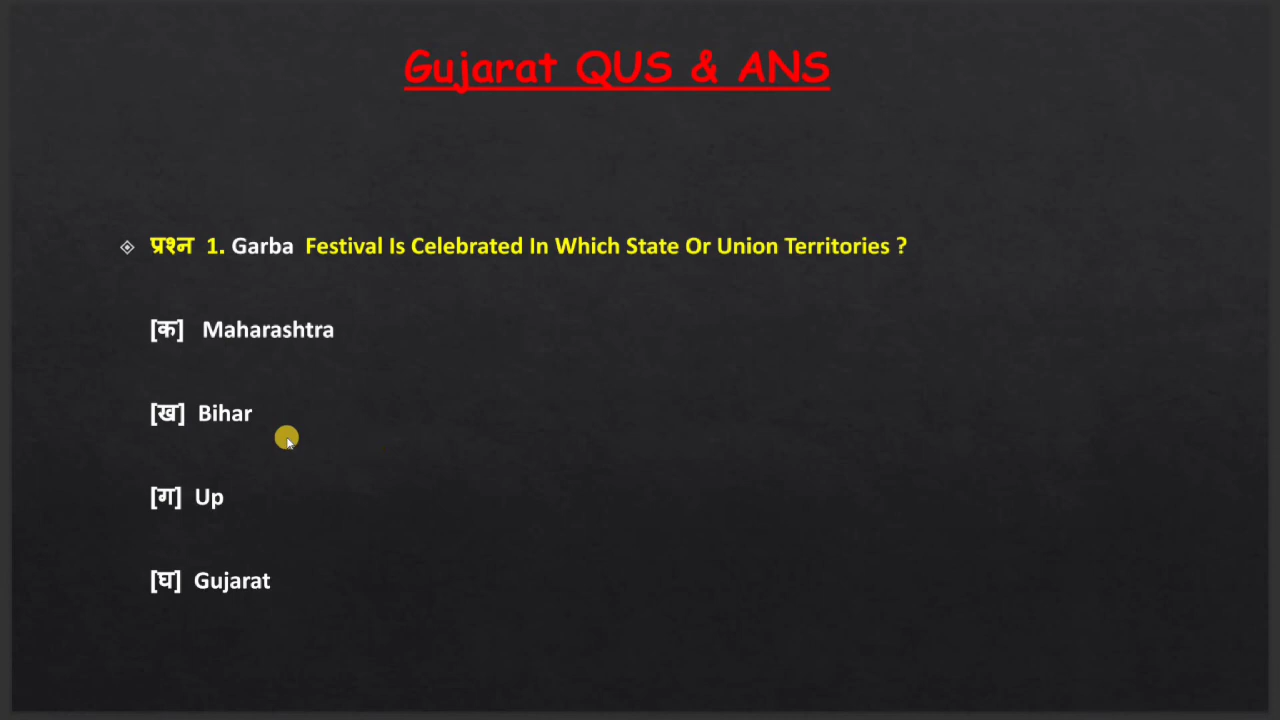 Gujarat QUS & ANS
प्रश्न 1. Garba Festival Is Celebrated In Which State Or Union Territories ?
[क] Maharashtra
[ख] Bihar
[ग] Up
[घ] Gujarat